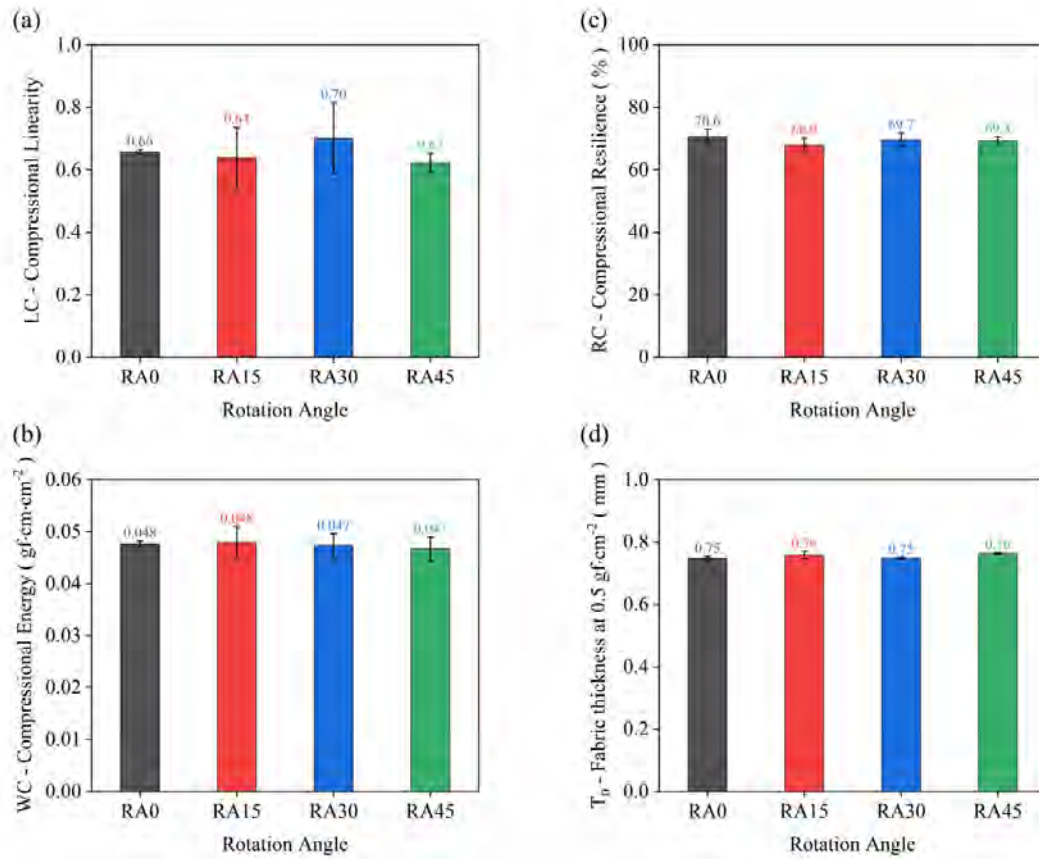 (a)
LC - Compressional Linearity
1.0
0.8
0.6
0.4
0.2
0.0
0.66
0.64
0.70
0.62
RA0 RA15 RA30 RA45
Rotation Angle
(c)
RC - Compressional Resilience ( % )
100
80
60
40
20
0
70.6
68.0
69.7
RA0 RA15 RA30 RA45
Rotation Angle
(b)
WC - Compressional Energy ( gf·cm·cm⁻² )
0.06
0.05
0.04
0.03
0.02
0.01
0.00
0.048
0.048
0.047
RA0 RA15 RA30 RA45
Rotation Angle
(d)
T₀ - Fabric thickness at 0.5 gf·cm⁻² ( mm )
1.0
0.8
0.6
0.4
0.2
0.0
0.75
0.76
0.75
0.76
RA0 RA15 RA30 RA45
Rotation Angle